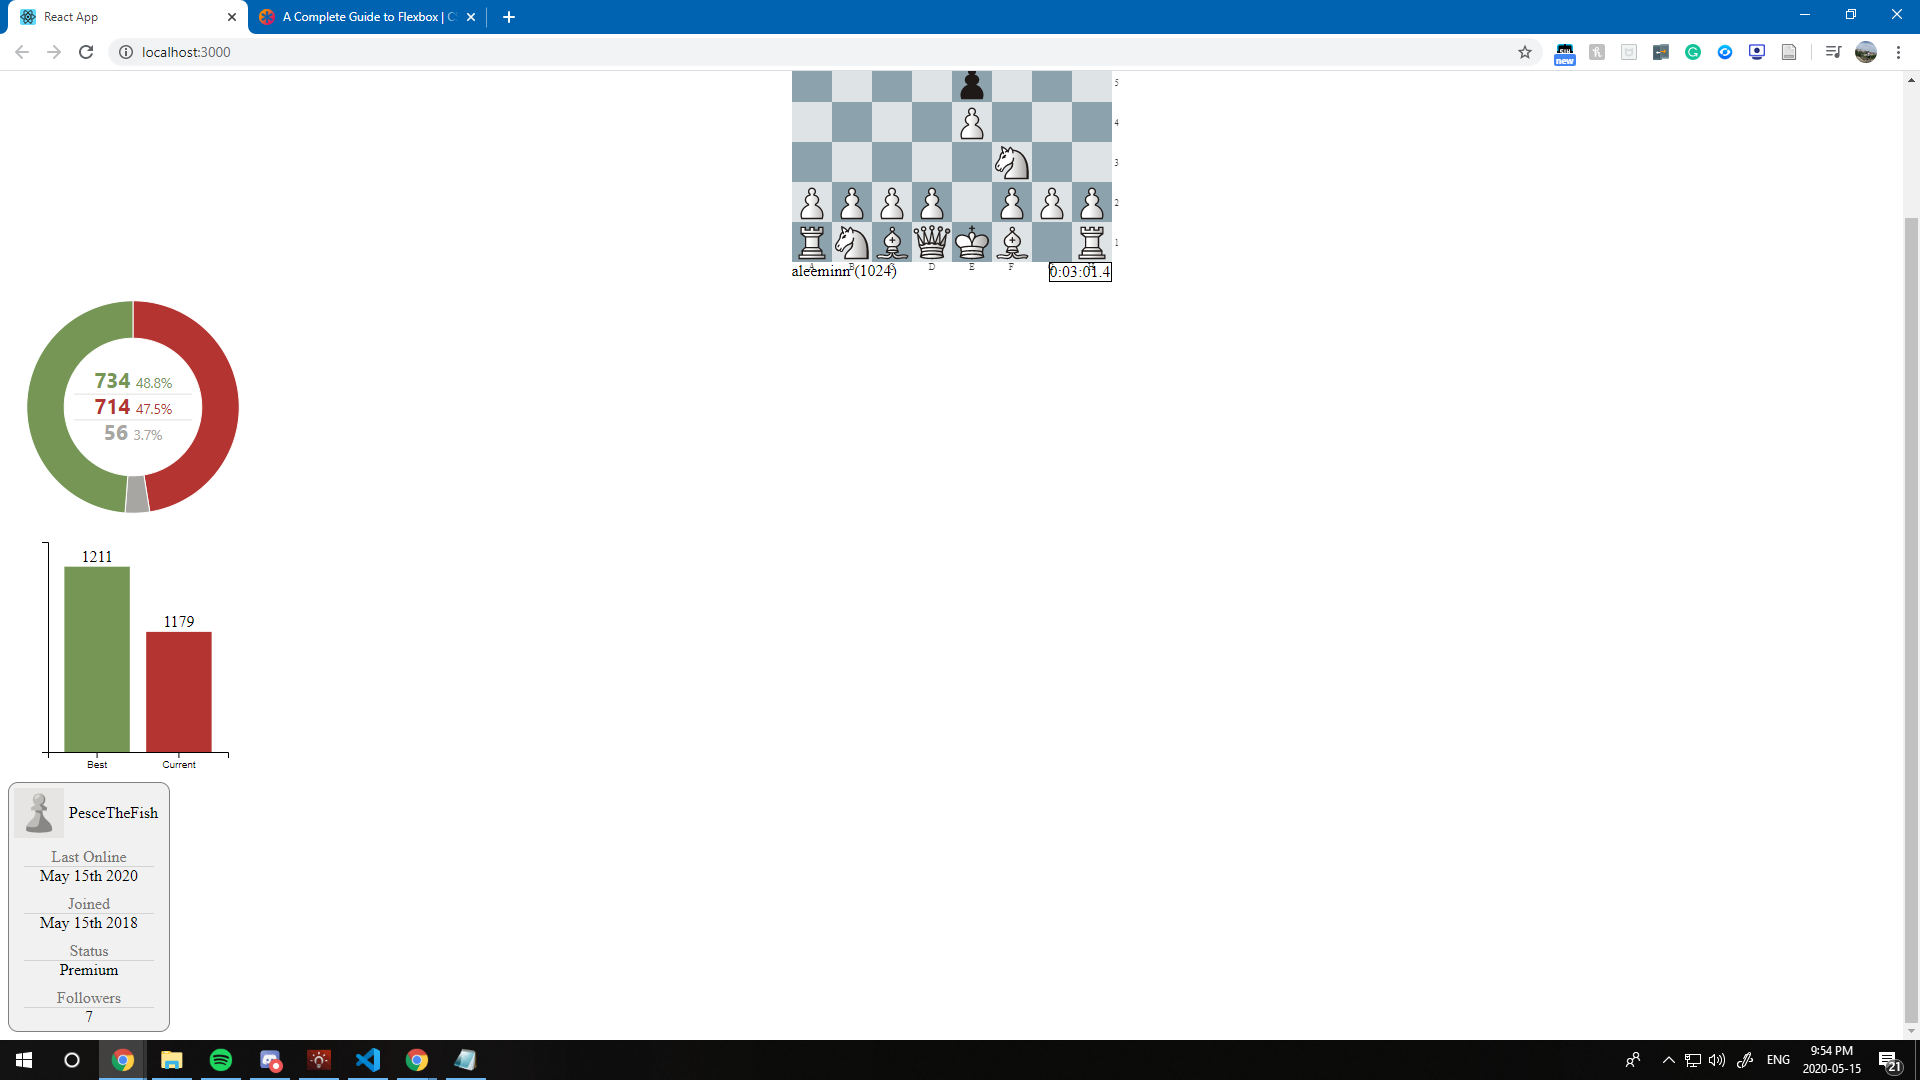 React App
A Complete Guide to Flexbox | C
localhost:3000
new
5
4
3
2
1
A B C D E F G H
aleeminn (1024)
0:03:01.4
734 48.8%
714 47.5%
56 3.7%
1211
1179
Best
Current
PesceTheFish
Last Online
May 15th 2020
Joined
May 15th 2018
Status
Premium
Followers
7
ENG
9:54 PM
2020-05-15
21